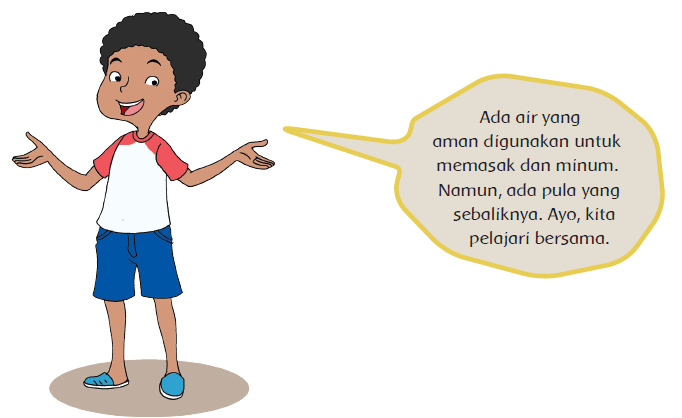 Ada air yang
aman digunakan untuk
memasak dan minum.
Namun, ada pula yang
sebaliknya. Ayo, kita
pelajari bersama.